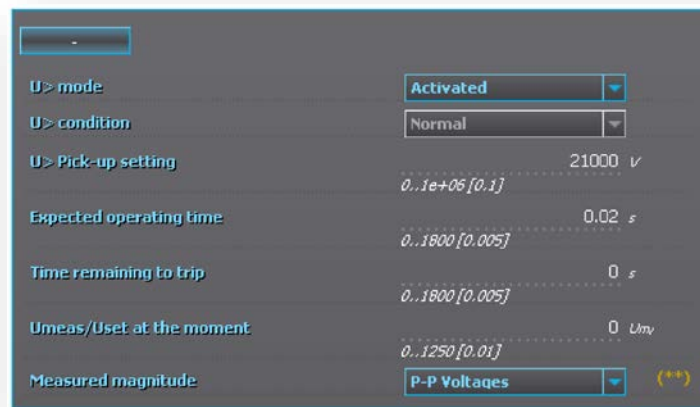 -
U> mode Activated
U> condition Normal
U> Pick-up setting 21000 V
0..1e+06 [0.1]
Expected operating time 0.02 s
0..1800 [0.005]
Time remaining to trip 0 s
0..1800 [0.005]
Umeas/Uset at the moment 0 Um/
0..1250 [0.01]
Measured magnitude P-P Voltages (**)